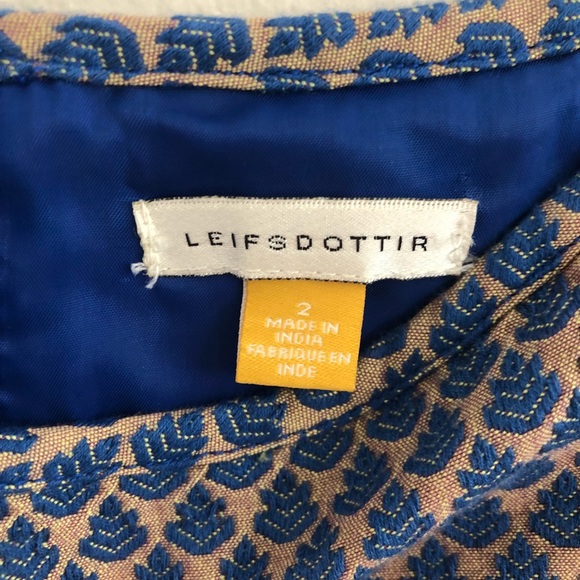 LEIFSDOTTIR
2
MADE IN
INDIA
FABRIQUE EN
INDE